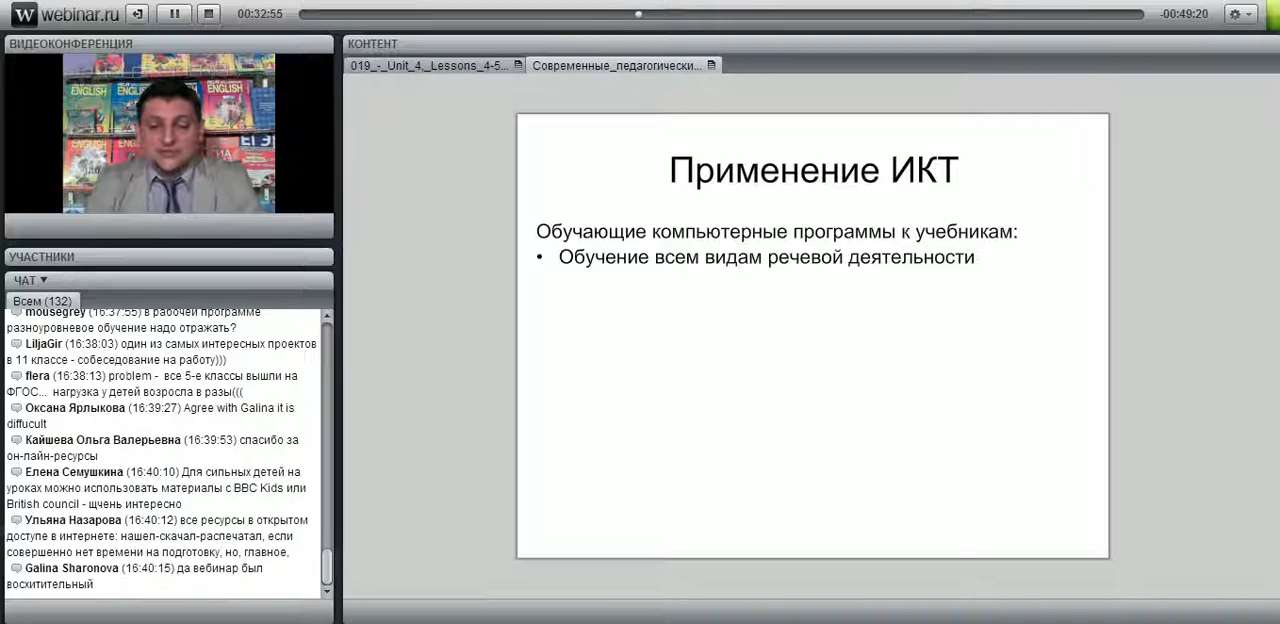 webinar.ru
00:32:55
-00:49:20
ВИДЕОКОНФЕРЕНЦИЯ
ENGLISH
ENGLISH
ЕГЭ
УЧАСТНИКИ
ЧАТ
Всем (132)
mousegrey (16:37:55) в рабочей программе
разноуровневое обучение надо отражать?
LiljaGir (16:38:03) один из самых интересных проектов
в 11 классе - собеседование на работу)))
flera (16:38:13) problem - все 5-е классы вышли на
ФГОС... нагрузка у детей возросла в разы(((
Оксана Ярлыкова (16:39:27) Agree with Galina it is
diffucult
Кайшева Ольга Валерьевна (16:39:53) спасибо за
он-лайн-ресурсы
Елена Семушкина (16:40:10) Для сильных детей на
уроках можно использовать материалы с BBC Kids или
British council - щчень интересно
Ульяна Назарова (16:40:12) все ресурсы в открытом
доступе в интернете: нашел-скачал-распечатал, если
совершенно нет времени на подготовку, но, главное,
Galina Sharonova (16:40:15) да вебинар был
восхитительный
КОНТЕНТ
019_-_Unit_4,_Lessons_4-5...
Современные_педагогически...
Применение ИКТ
Обучающие компьютерные программы к учебникам:
• Обучение всем видам речевой деятельности